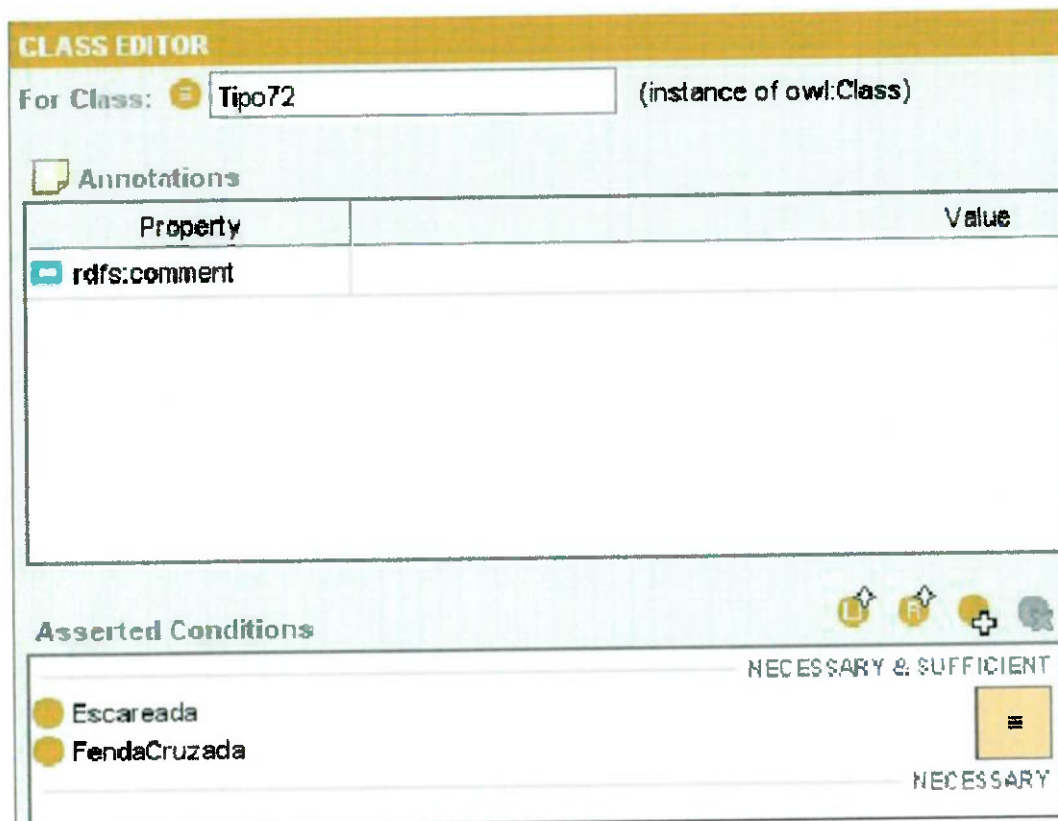 CLASS EDITOR
For Class: Tipo72 (instance of owl:Class)
Annotations
Property Value
rdfs:comment
Asserted Conditions
NECESSARY & SUFFICIENT
Escareada
≡
FendaCruzada
NECESSARY